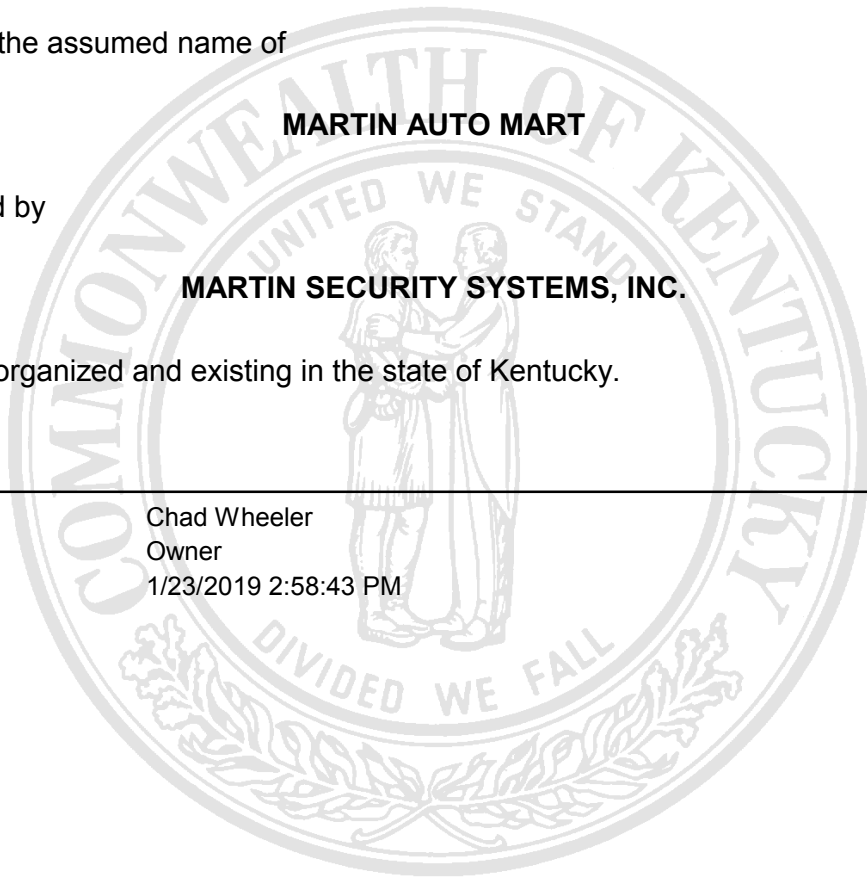 the assumed name of
MARTIN AUTO MART
d by
MARTIN SECURITY SYSTEMS, INC.
organized and existing in the state of Kentucky.
Chad Wheeler
Owner
1/23/2019 2:58:43 PM
COMMONWEALTH OF KENTUCKY
UNITED WE STAND
DIVIDED WE FALL